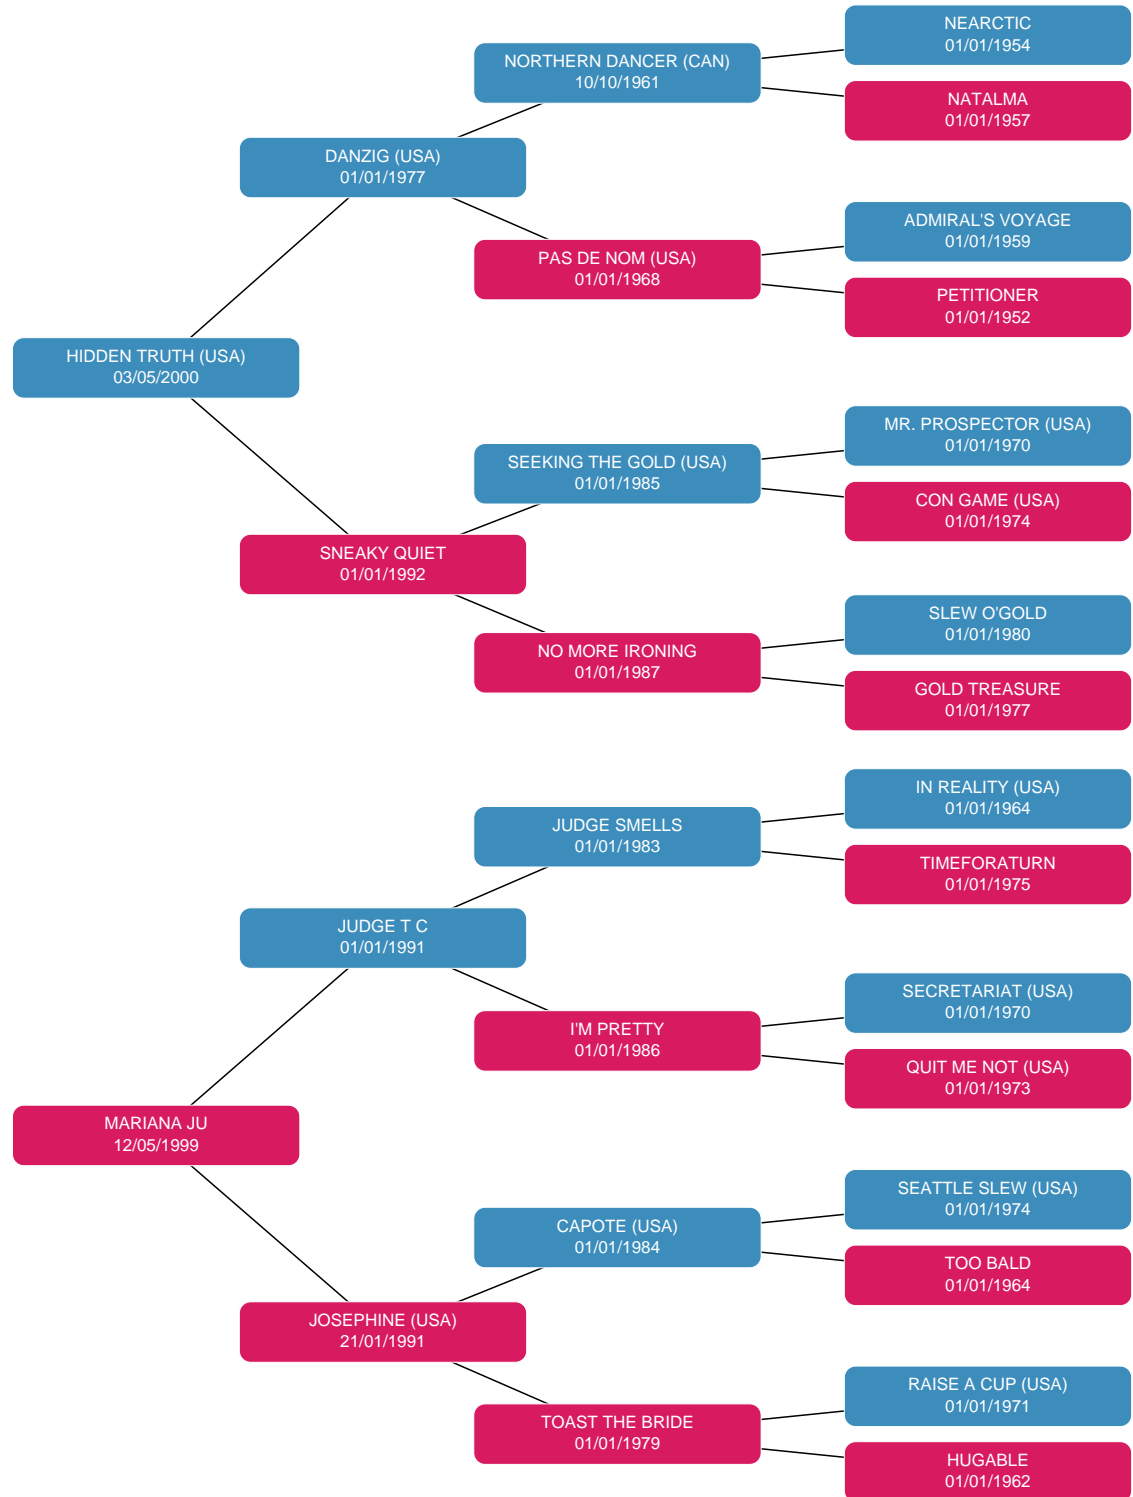 NEARCTIC
01/01/1954
NORTHERN DANCER (CAN)
10/10/1961
NATALMA
01/01/1957
DANZIG (USA)
01/01/1977
ADMIRAL'S VOYAGE
01/01/1959
PAS DE NOM (USA)
01/01/1968
PETITIONER
01/01/1952
HIDDEN TRUTH (USA)
03/05/2000
MR. PROSPECTOR (USA)
01/01/1970
SEEKING THE GOLD (USA)
01/01/1985
CON GAME (USA)
01/01/1974
SNEAKY QUIET
01/01/1992
SLEW O'GOLD
01/01/1980
NO MORE IRONING
01/01/1987
GOLD TREASURE
01/01/1977
IN REALITY (USA)
01/01/1964
JUDGE SMELLS
01/01/1983
TIMEFORATURN
01/01/1975
JUDGE T C
01/01/1991
SECRETARIAT (USA)
01/01/1970
I'M PRETTY
01/01/1986
QUIT ME NOT (USA)
01/01/1973
MARIANA JU
12/05/1999
SEATTLE SLEW (USA)
01/01/1974
CAPOTE (USA)
01/01/1984
TOO BALD
01/01/1964
JOSEPHINE (USA)
21/01/1991
RAISE A CUP (USA)
01/01/1971
TOAST THE BRIDE
01/01/1979
HUGABLE
01/01/1962